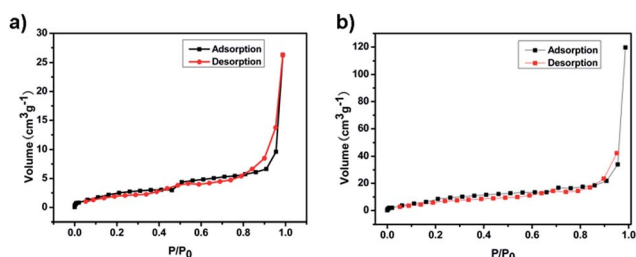 a)
30
25
20
15
10
5
0
Volume (cm3g-1)
Adsorption
Desorption
0.0 0.2 0.4 0.6 0.8 1.0
P/P0
b)
120
100
80
60
40
20
0
Volume (cm3g-1)
Adsorption
Desorption
0.0 0.2 0.4 0.6 0.8 1.0
P/P0